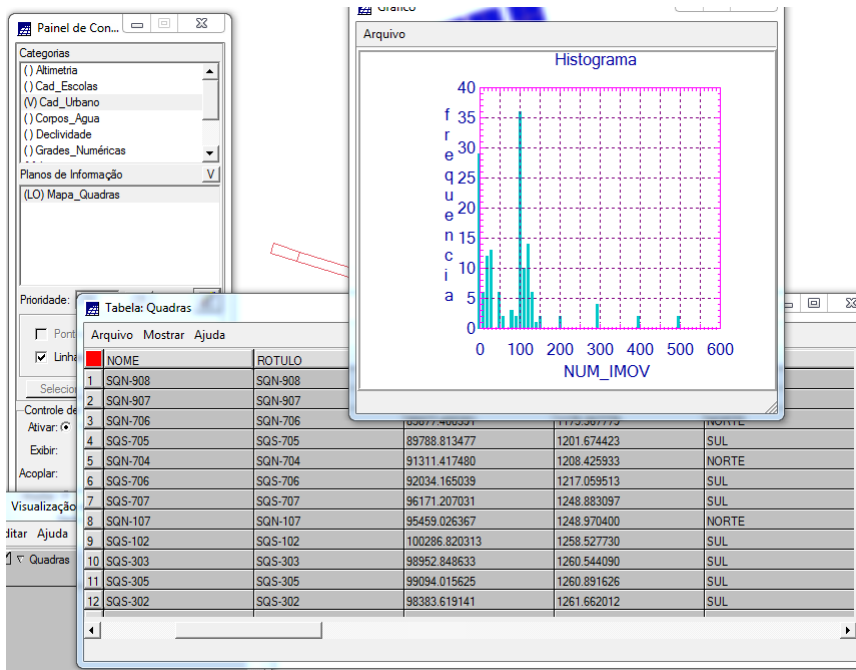 Painel de Con...
Categorias
( ) Altimetria
( ) Cad_Escolas
(V) Cad_Urbano
( ) Corpos_Agua
( ) Declividade
( ) Grades_Numéricas
Planos de Informação V
(LO) Mapa_Quadras
Prioridade:
Pont
Linha
Selecion
Controle de
Ativar:
Exibir:
Acoplar:
Visualização
ditar Ajuda
Quadras
Gráfico
Arquivo
Histograma
frequencia
40
35
30
25
20
15
10
5
0
0 100 200 300 400 500 600
NUM_IMOV
Tabela: Quadras
Arquivo Mostrar Ajuda
NOME ROTULO
1 SQN-908 SQN-908
2 SQN-907 SQN-907
3 SQN-706 SQN-706 NORTE
4 SQS-705 SQS-705 89788.813477 1201.674423 SUL
5 SQN-704 SQN-704 91311.417480 1208.425933 NORTE
6 SQS-706 SQS-706 92034.165039 1217.059513 SUL
7 SQS-707 SQS-707 96171.207031 1248.883097 SUL
8 SQN-107 SQN-107 95459.026367 1248.970400 NORTE
9 SQS-102 SQS-102 100286.820313 1258.527730 SUL
10 SQS-303 SQS-303 98952.848633 1260.544090 SUL
11 SQS-305 SQS-305 99094.015625 1260.891626 SUL
12 SQS-302 SQS-302 98383.619141 1261.662012 SUL